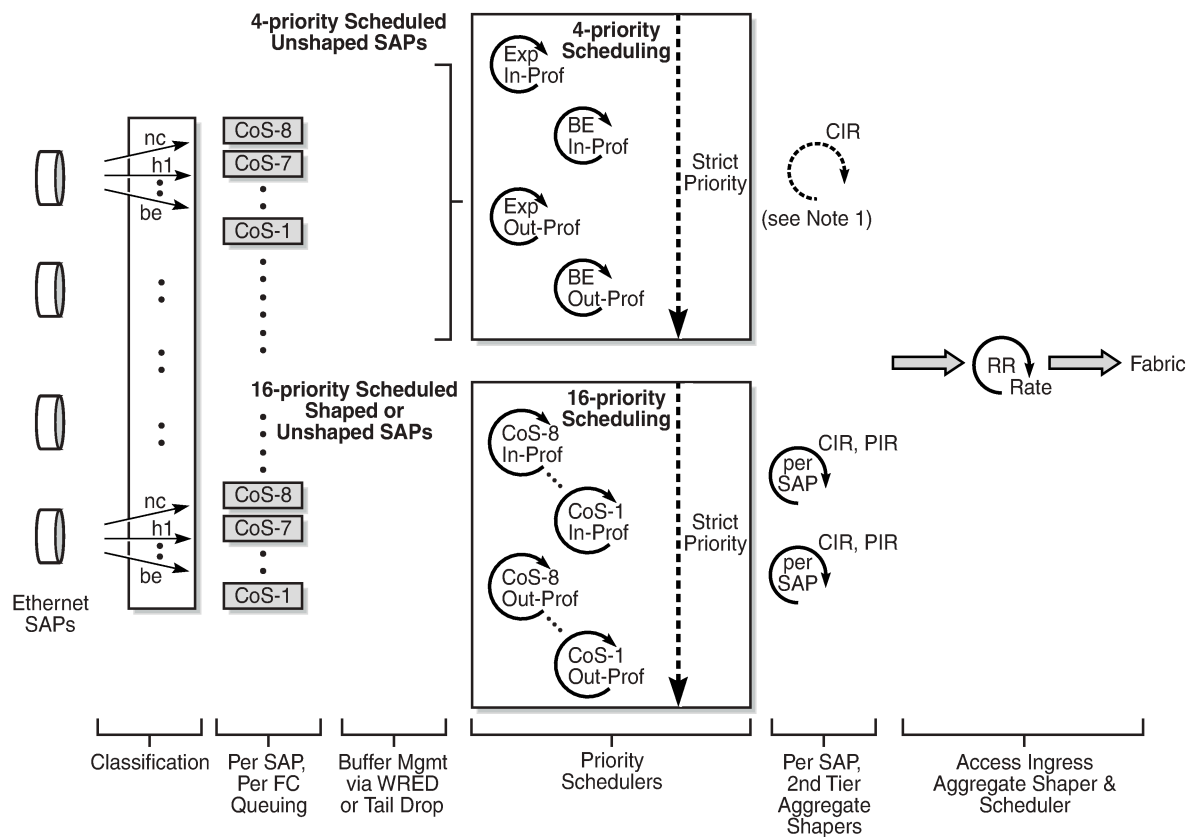 4-priority Scheduled
Unshaped SAPs
4-priority
Scheduling
Exp
In-Prof
BE
In-Prof
Exp
Out-Prof
BE
Out-Prof
Strict
Priority
CIR
(see Note 1)
nc
h1
be
CoS-8
CoS-7
CoS-1
RR
Rate
Fabric
16-priority Scheduled
Shaped or
Unshaped SAPs
16-priority
Scheduling
CoS-8
In-Prof
CoS-1
In-Prof
CoS-8
Out-Prof
CoS-1
Out-Prof
Strict
Priority
CIR, PIR
per
SAP
CIR, PIR
per
SAP
nc
h1
be
CoS-8
CoS-7
CoS-1
Ethernet
SAPs
Classification
Per SAP,
Per FC
Queuing
Buffer Mgmt
via WRED
or Tail Drop
Priority
Schedulers
Per SAP,
2nd Tier
Aggregate
Shapers
Access Ingress
Aggregate Shaper &
Scheduler